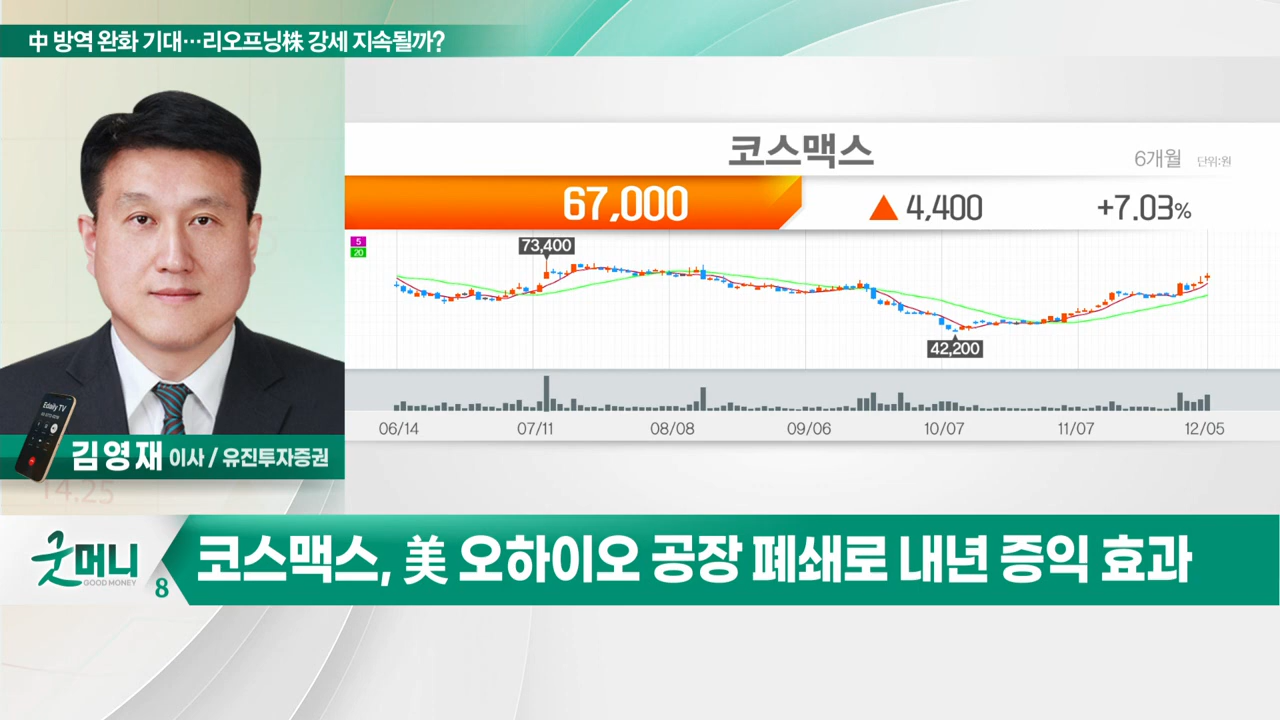 中 방역 완화 기대…리오프닝株 강세 지속될까?
코스맥스
6개월 단위:원
67,000 ▲ 4,400 +7.03%
5
20
73,400
42,200
06/14 07/11 08/08 09/06 10/07 11/07 12/05
Edaily TV
김영재 이사 / 유진투자증권
14.25
굿머니
GOOD MONEY
8
코스맥스, 美 오하이오 공장 폐쇄로 내년 증익 효과